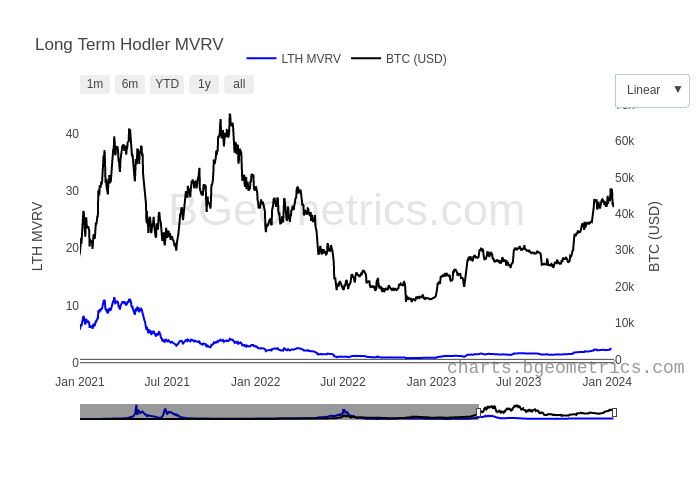 Long Term Hodler MVRV
LTH MVRV BTC (USD)
1m 6m YTD 1y all
Linear ▼
40
30
20
10
0
LTH MVRV
60k
50k
40k
30k
20k
10k
0
BTC (USD)
BGeometrics.com
charts.bgeometrics.com
Jan 2021 Jul 2021 Jan 2022 Jul 2022 Jan 2023 Jul 2023 Jan 2024